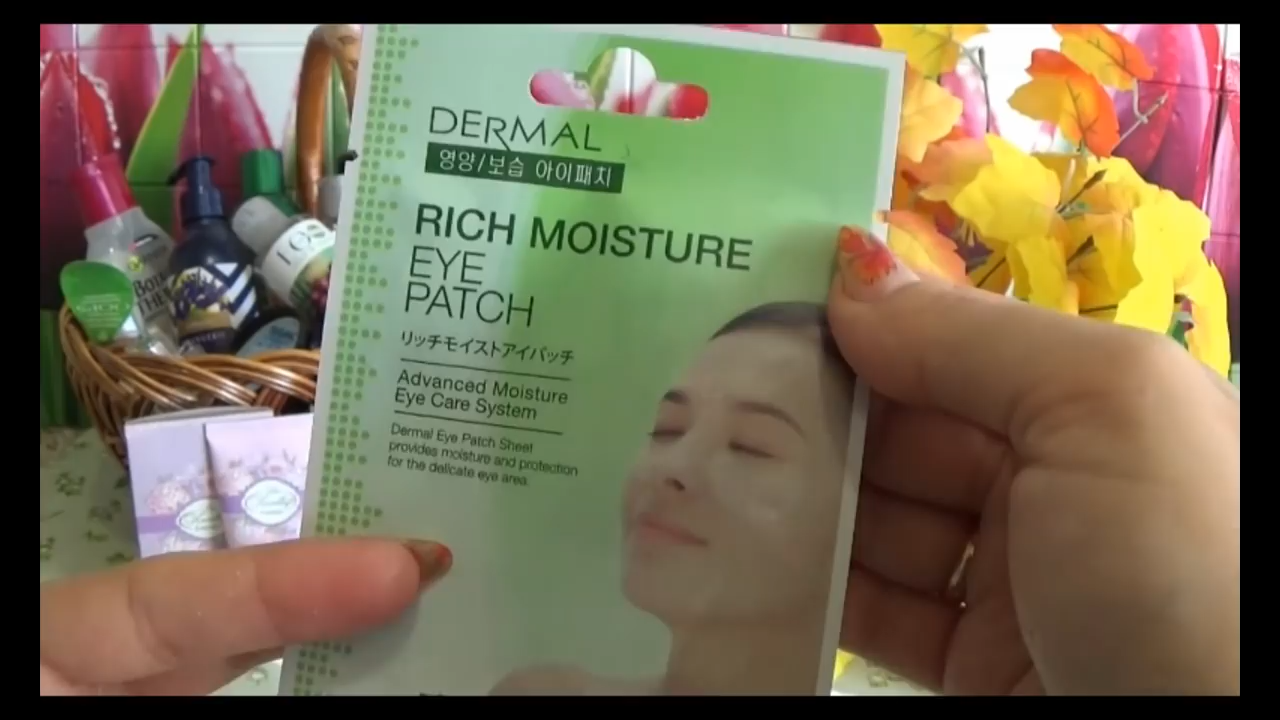 DERMAL
영양/보습 아이패치
RICH MOISTURE
EYE
PATCH
リッチモイストアイパッチ
Advanced Moisture
Eye Care System
Dermal Eye Patch Sheet
provides moisture and protection
for the delicate eye area.